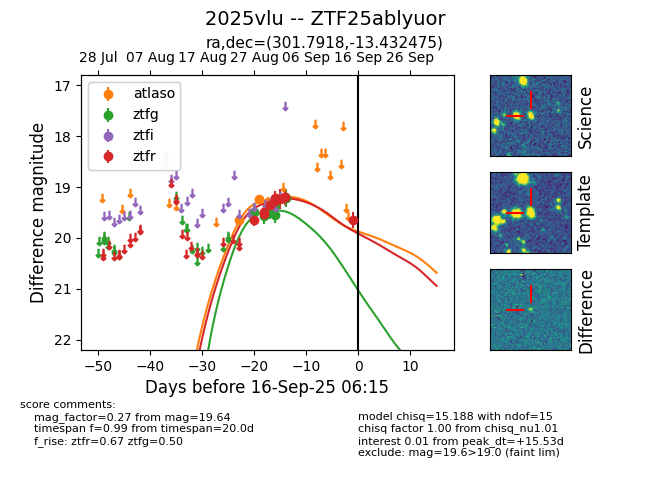 2025vlu -- ZTF25ablyuor
ra,dec=(301.7918,-13.432475)
28 Jul 07 Aug 17 Aug 27 Aug 06 Sep 16 Sep 26 Sep
atlaso
ztfg
ztfi
ztfr
17
18
19
20
21
22
Difference magnitude
−50 −40 −30 −20 −10 0 10
Days before 16-Sep-25 06:15
Science
Template
Difference
score comments:
mag_factor=0.27 from mag=19.64
timespan f=0.99 from timespan=20.0d
f_rise: ztfr=0.67 ztfg=0.50
model chisq=15.188 with ndof=15
chisq factor 1.00 from chisq_nu1.01
interest 0.01 from peak_dt=+15.53d
exclude: mag=19.6>19.0 (faint lim)